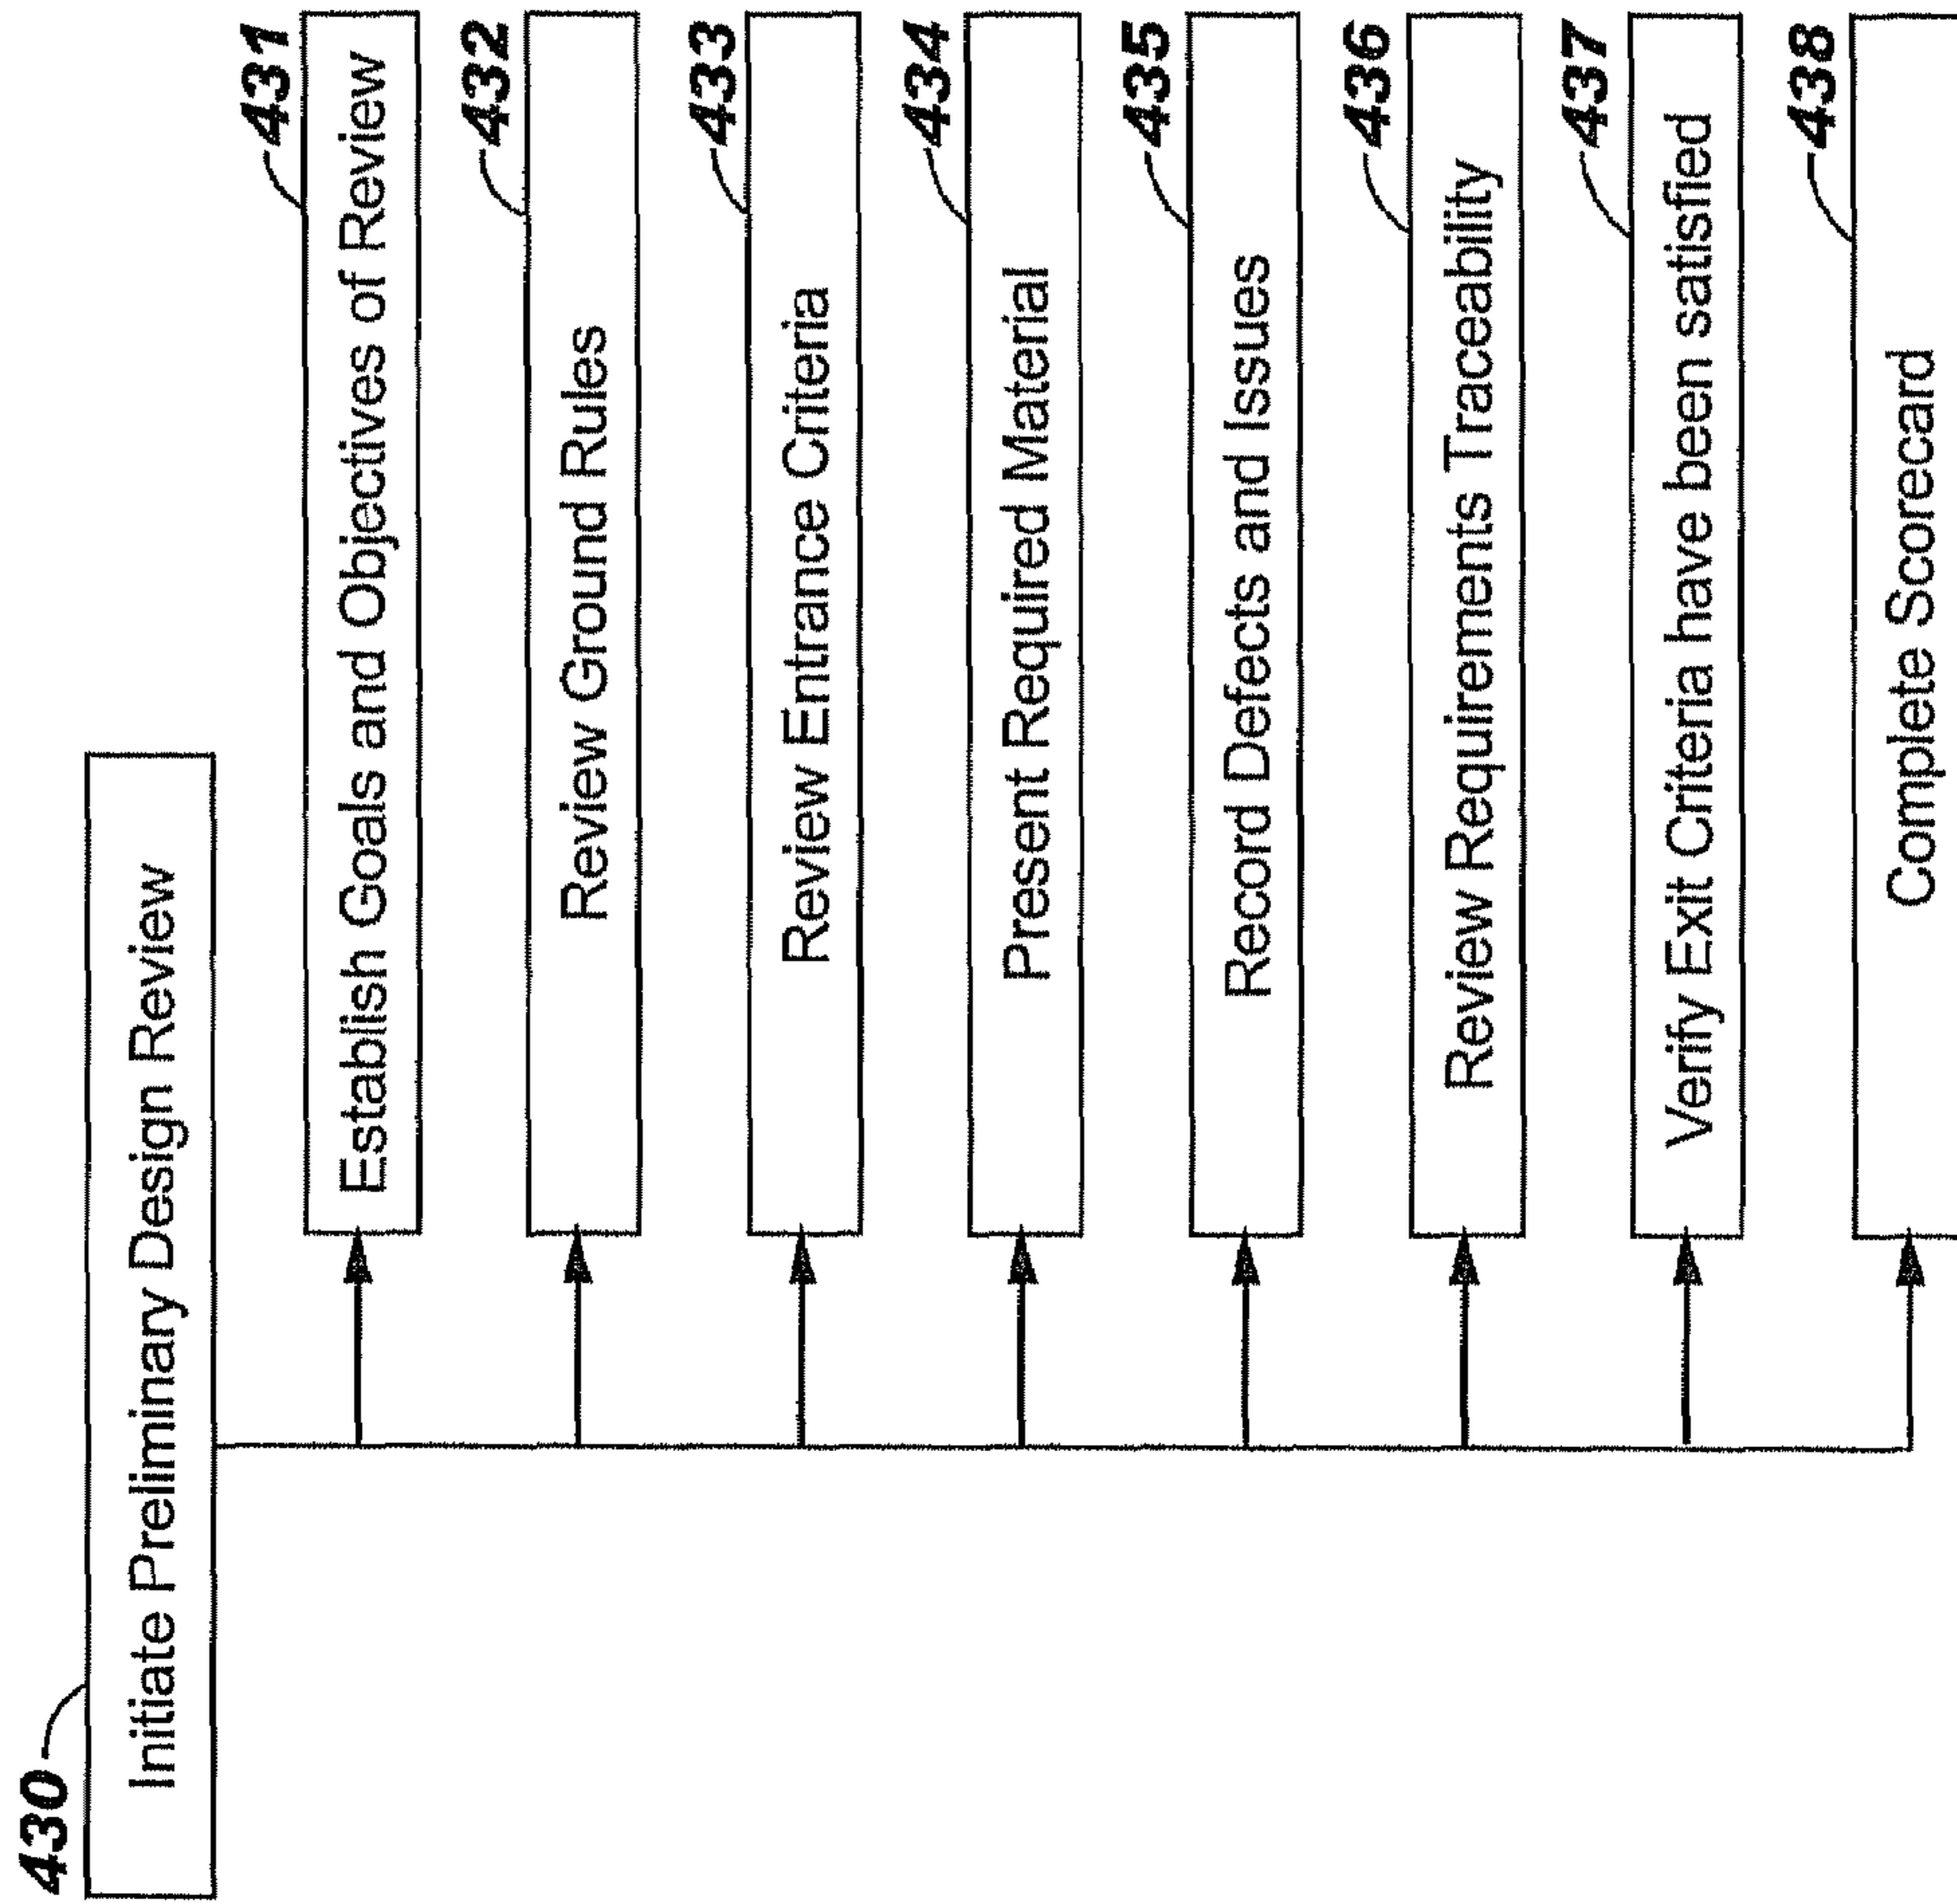 430
Initiate Preliminary Design Review
431
Establish Goals and Objectives of Review
432
Review Ground Rules
433
Review Entrance Criteria
434
Present Required Material
435
Record Defects and Issues
436
Review Requirements Traceability
437
Verify Exit Criteria have been satisfied
438
Complete Scorecard